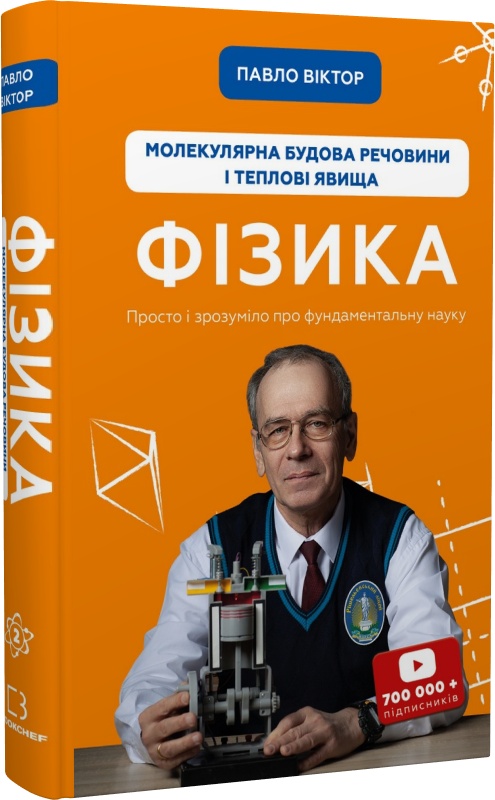 ПАВЛО ВІКТОР
МОЛЕКУЛЯРНА БУДОВА РЕЧОВИНИ
І ТЕПЛОВІ ЯВИЩА
ФІЗИКА
Просто і зрозуміло про фундаментальну науку
700 000 +
підписників
ПАВЛО
ВІКТОР
ФІЗИКА
МОЛЕКУЛЯРНА БУДОВА РЕЧОВИНИ
2
BOOKCHEF